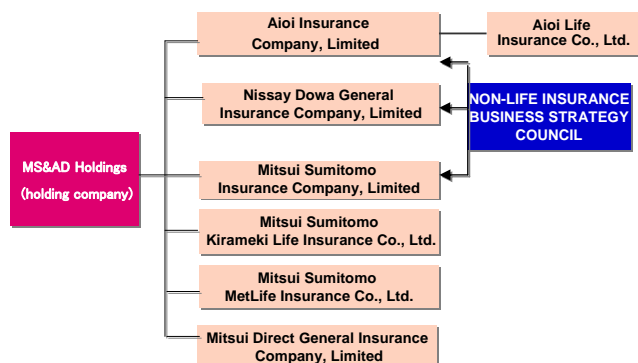 Aioi Insurance
Company, Limited
Aioi Life
Insurance Co., Ltd.
Nissay Dowa General
Insurance Company, Limited
NON-LIFE INSURANCE
BUSINESS STRATEGY
COUNCIL
MS&AD Holdings
(holding company)
Mitsui Sumitomo
Insurance Company, Limited
Mitsui Sumitomo
Kirameki Life Insurance Co., Ltd.
Mitsui Sumitomo
MetLife Insurance Co., Ltd.
Mitsui Direct General Insurance
Company, Limited